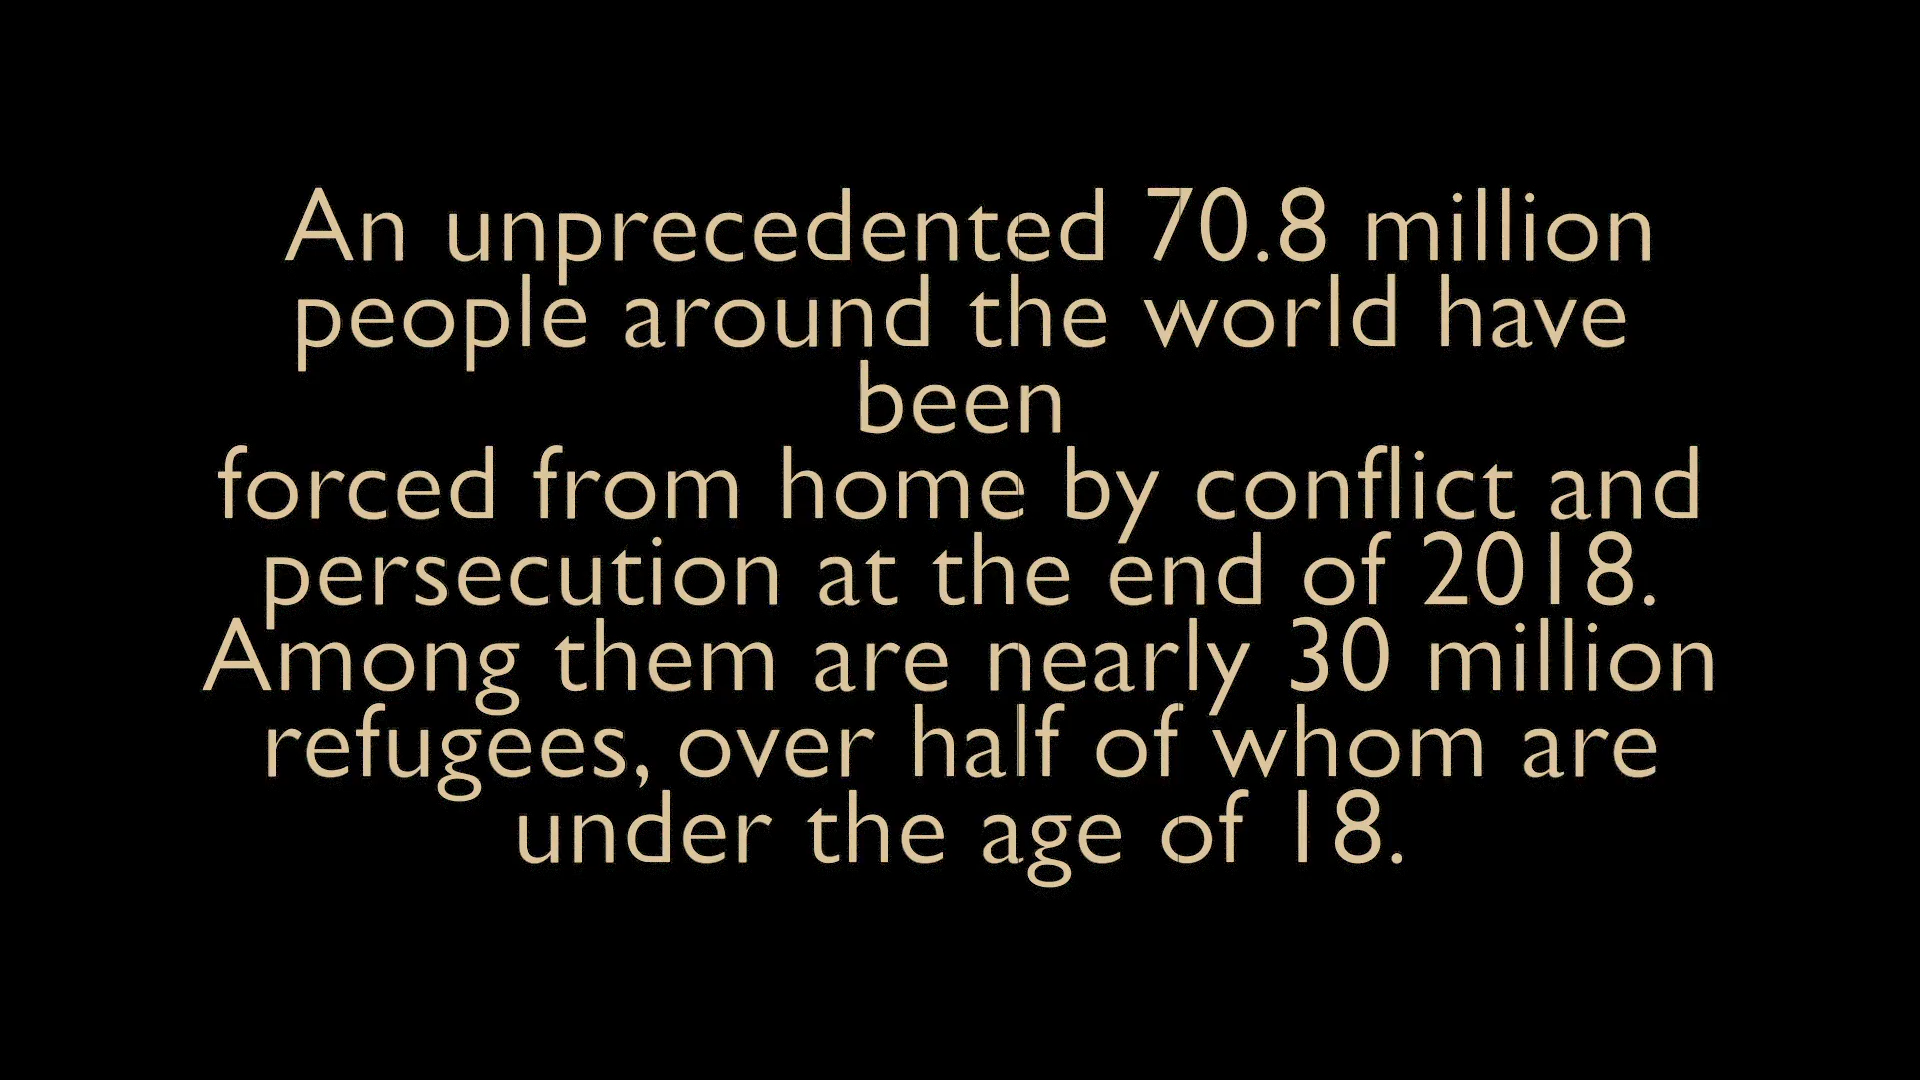 An unprecedented 70.8 million
people around the world have
been
forced from home by conflict and
persecution at the end of 2018.
Among them are nearly 30 million
refugees, over half of whom are
under the age of 18.